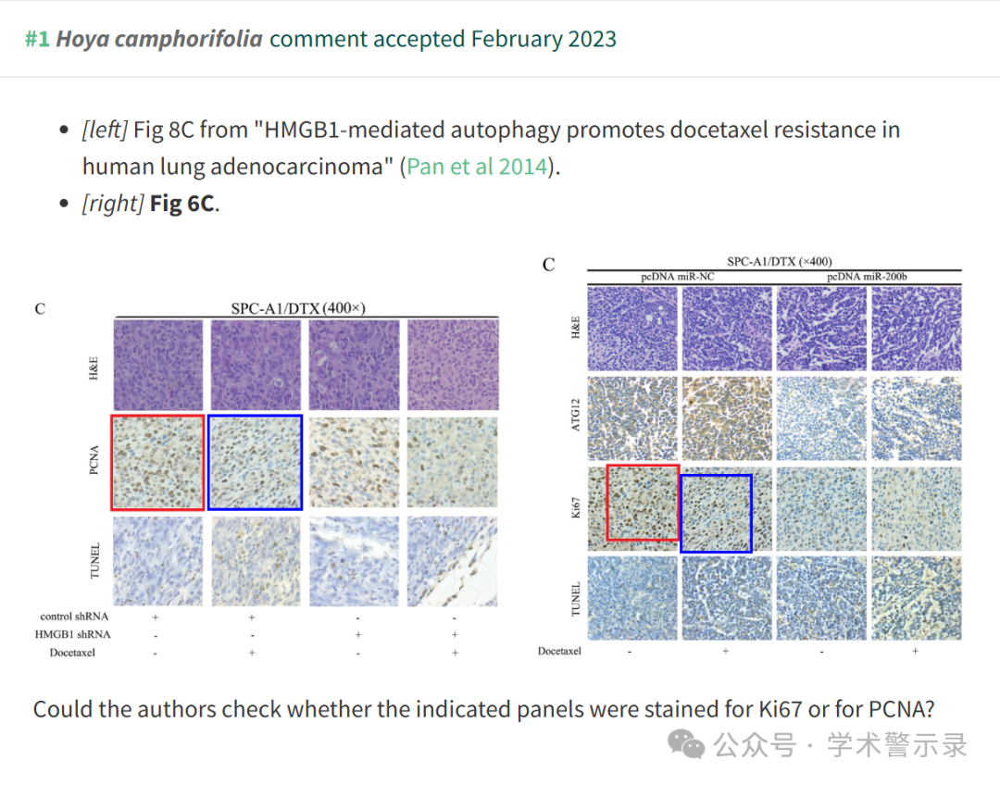 #1 Hoya camphorifolia comment accepted February 2023
• [left] Fig 8C from "HMGB1-mediated autophagy promotes docetaxel resistance in
human lung adenocarcinoma" (Pan et al 2014).
• [right] Fig 6C.
C
SPC-A1/DTX (400×)
H&E
PCNA
TUNEL
control shRNA + + - -
HMGB1 shRNA - - + +
Docetaxel - + - +
C
SPC-A1/DTX (×400)
pcDNA miR-NC pcDNA miR-200b
H&E
ATG12
Ki67
TUNEL
Docetaxel - + - +
Could the authors check whether the indicated panels were stained for Ki67 or for PCNA?
公众号 · 学术警示录